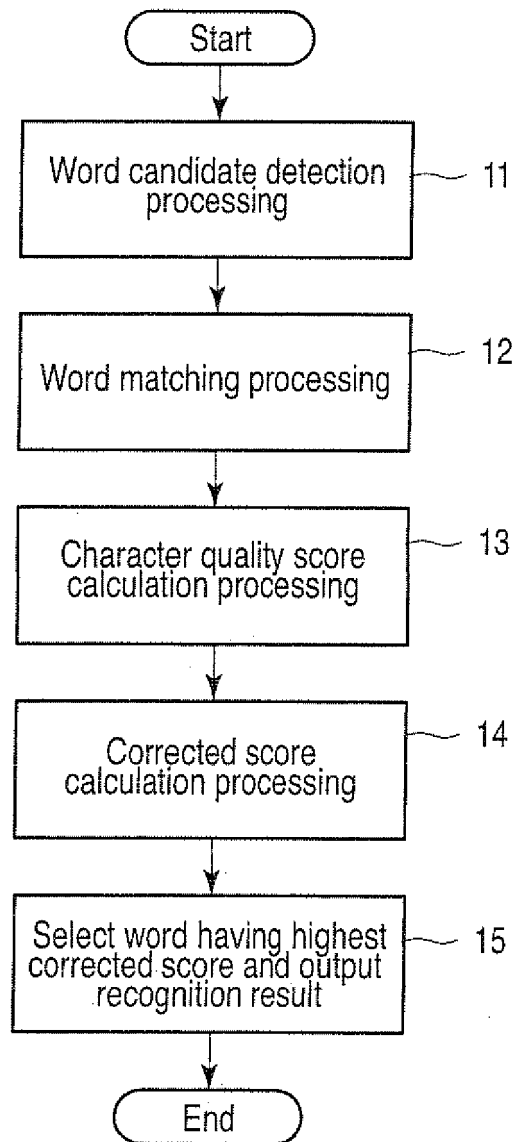 Start
Word candidate detection
processing
11
Word matching processing
12
Character quality score
calculation processing
13
Corrected score
calculation processing
14
Select word having highest
corrected score and output
recognition result
15
End